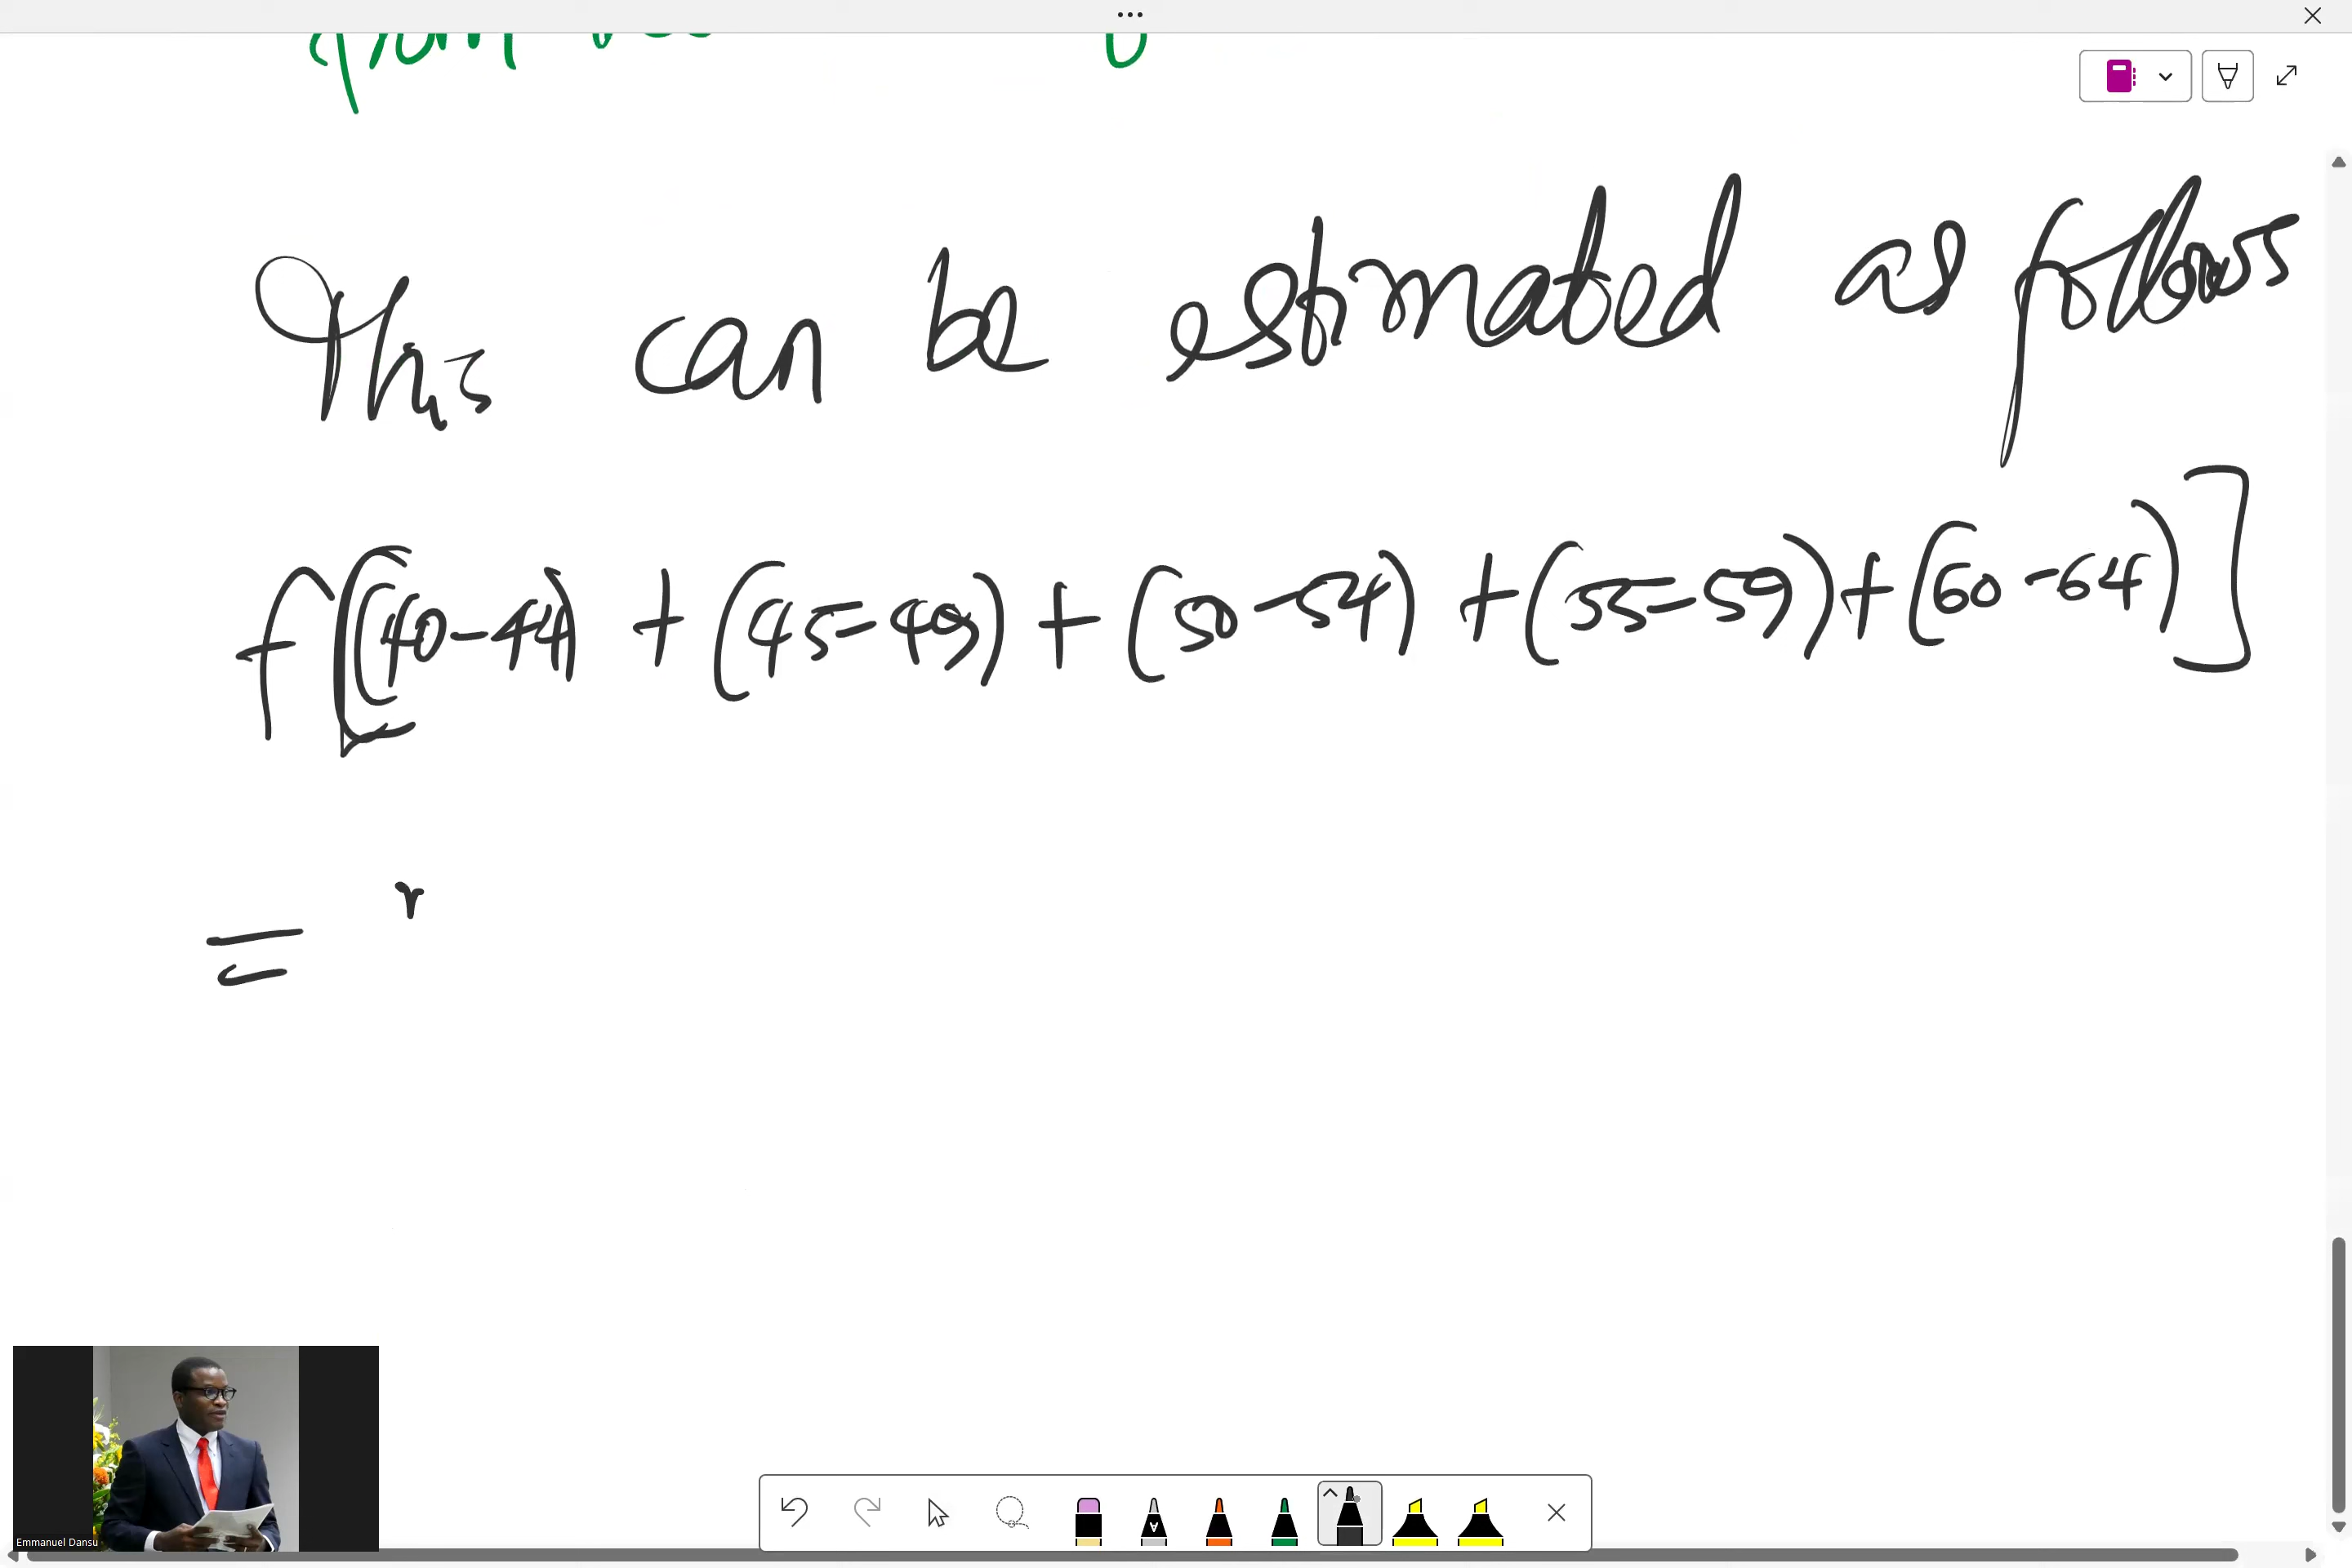 This can be estimated as follows
f[(40-44) + (45-49) + (50-54) + (55-59) + (60-64)]
=
Emmanuel Dansu